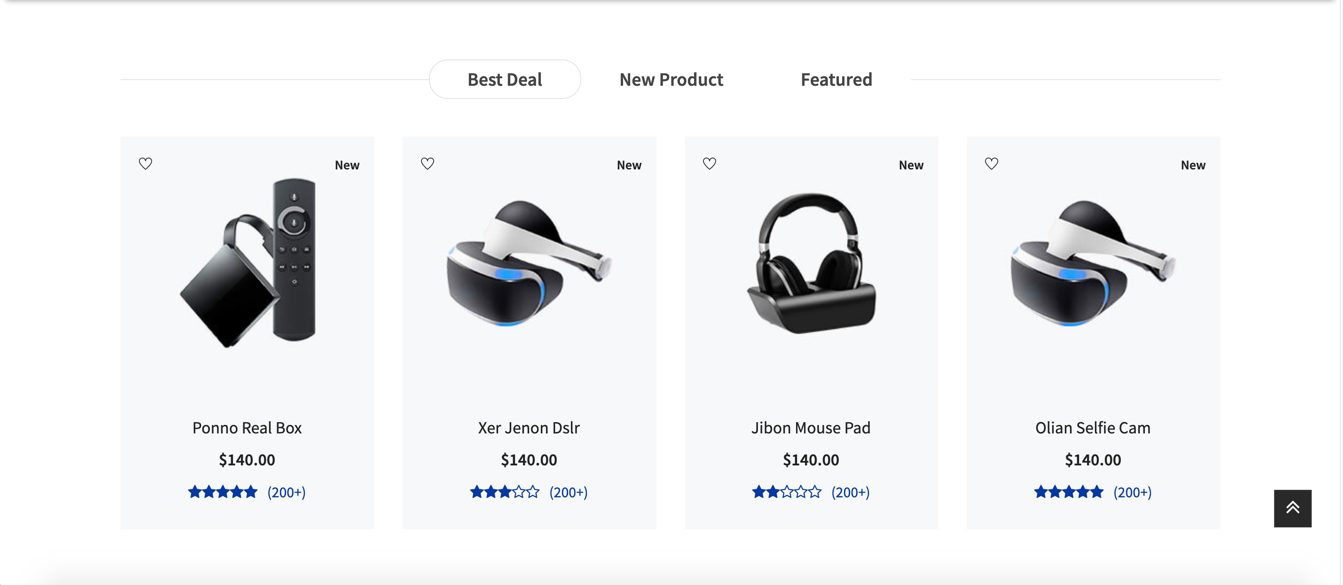 Best Deal New Product Featured
New New New New
Ponno Real Box Xer Jenon Dslr Jibon Mouse Pad Olian Selfie Cam
$140.00 $140.00 $140.00 $140.00
(200+) (200+) (200+) (200+)